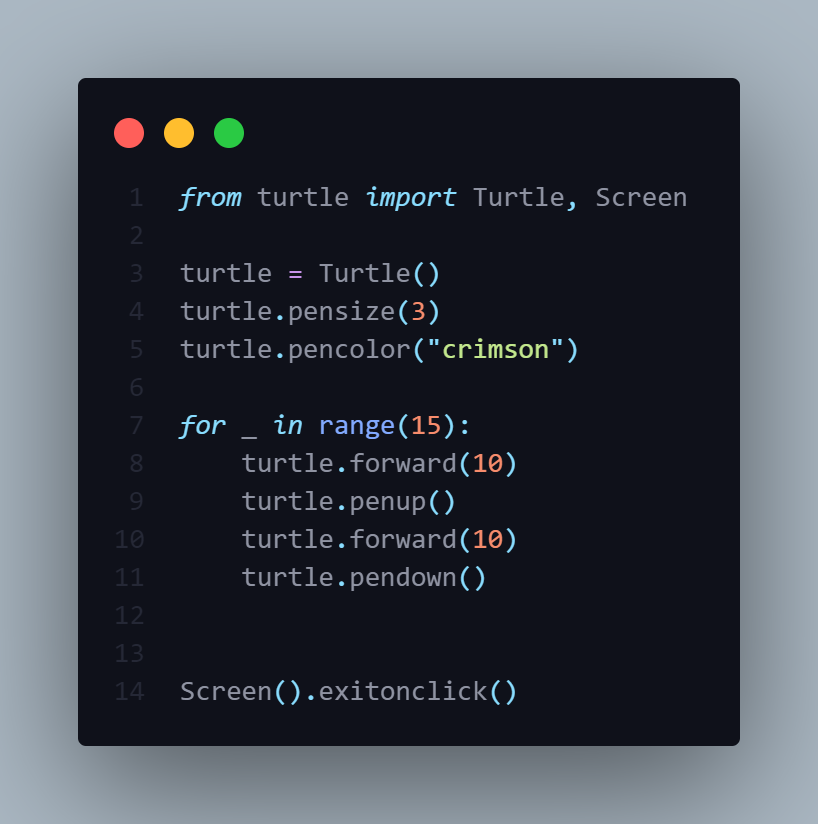 1 from turtle import Turtle, Screen
2
3 turtle = Turtle()
4 turtle.pensize(3)
5 turtle.pencolor("crimson")
6
7 for _ in range(15):
8     turtle.forward(10)
9     turtle.penup()
10     turtle.forward(10)
11     turtle.pendown()
12
13
14 Screen().exitonclick()